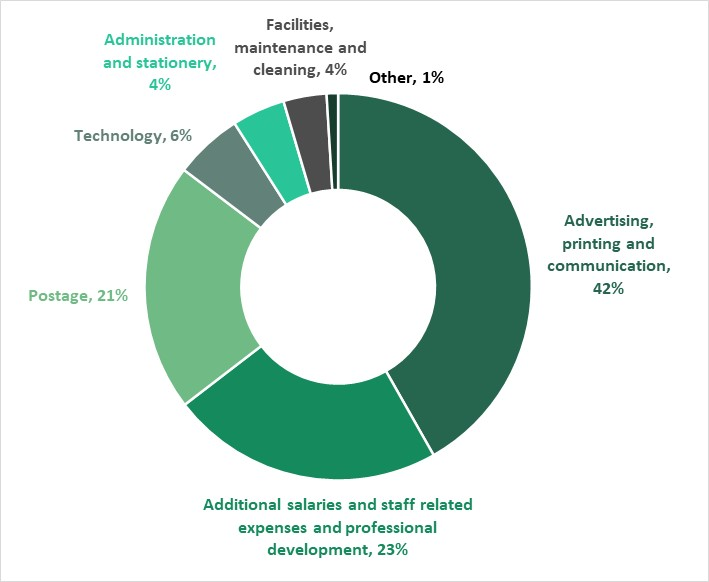 Facilities,
maintenance and
cleaning, 4%
Administration
and stationery,
4%
Other, 1%
Technology, 6%
Advertising,
printing and
communication,
42%
Postage, 21%
Additional salaries and staff related
expenses and professional
development, 23%